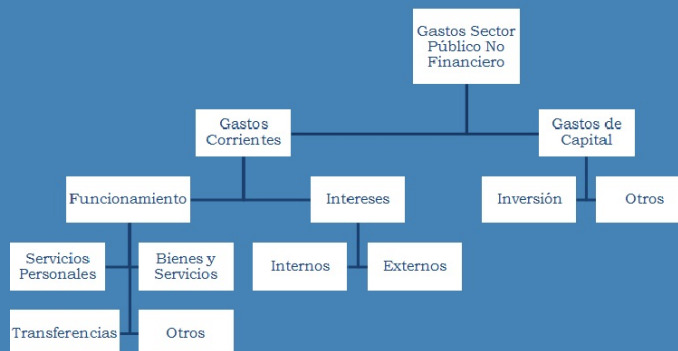 Gastos Sector
Público No
Financiero
Gastos
Corrientes
Gastos de
Capital
Funcionamiento
Intereses
Inversión
Otros
Servicios
Personales
Bienes y
Servicios
Internos
Externos
Transferencias
Otros